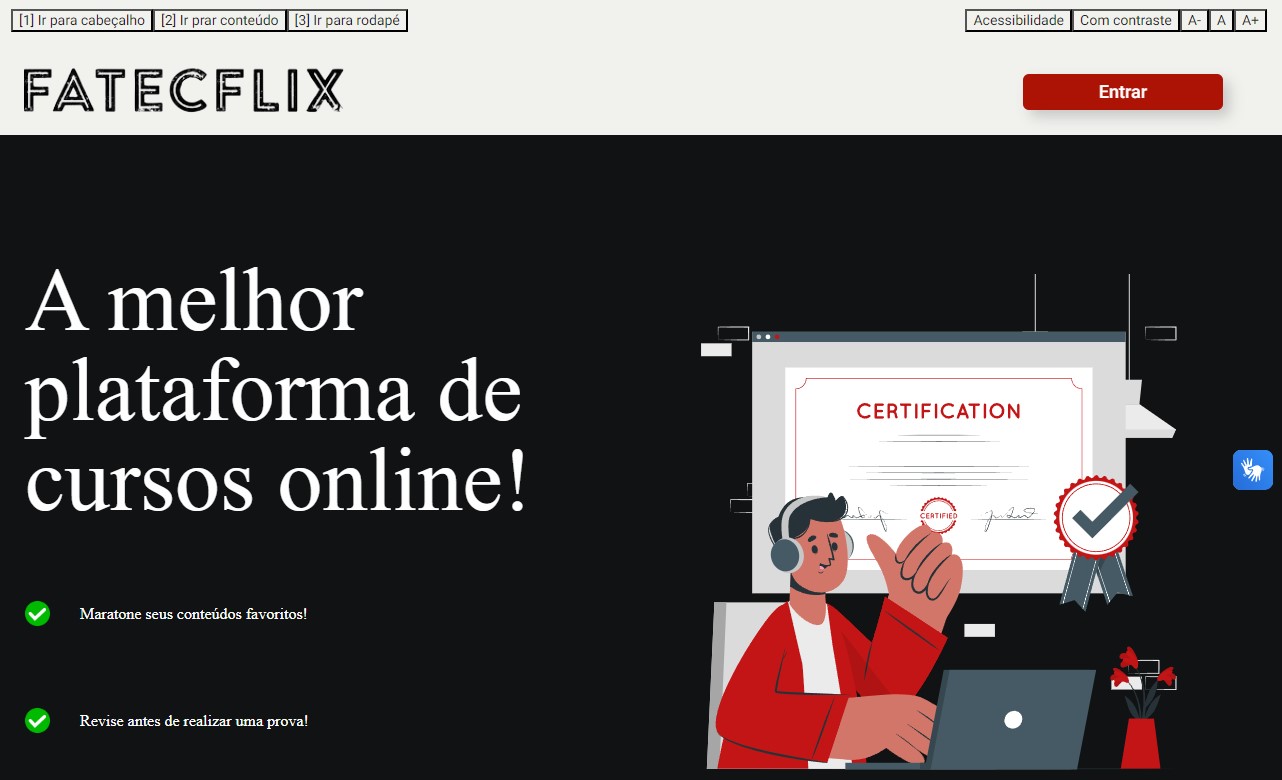 [1] Ir para cabeçalho [2] Ir prar conteúdo [3] Ir para rodapé
Acessibilidade Com contraste A- A A+
FATECFLIX
Entrar
A melhor
plataforma de
cursos online!
CERTIFICATION
CERTIFIED
Maratone seus conteúdos favoritos!
Revise antes de realizar uma prova!